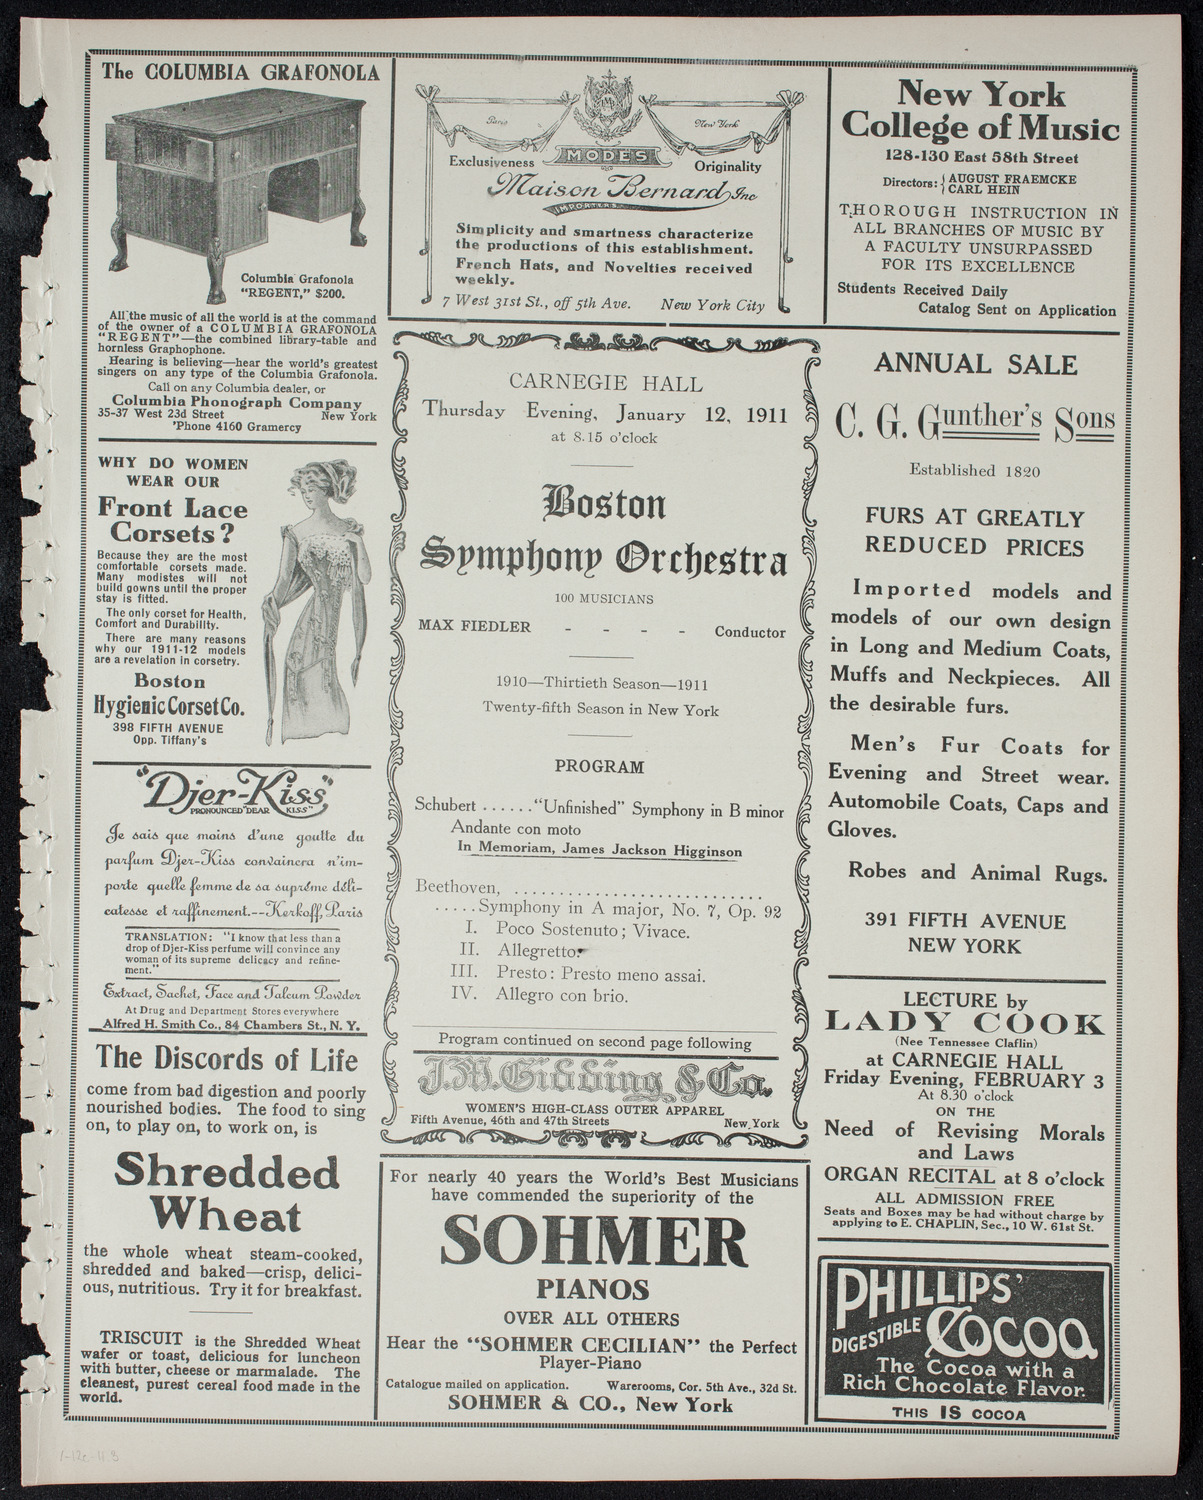 The COLUMBIA GRAFONOLA
Columbia Grafonola
"REGENT," $200.
All the music of all the world is at the command
of the owner of a COLUMBIA GRAFONOLA
"REGENT"—the combined library-table and
hornless Graphophone.
Hearing is believing—hear the world's greatest
singers on any type of the Columbia Grafonola.
Call on any Columbia dealer, or
Columbia Phonograph Company
35-37 West 23d Street New York
'Phone 4160 Gramercy
WHY DO WOMEN
WEAR OUR
Front Lace
Corsets?
Because they are the most
comfortable corsets made.
Many modistes will not
build gowns until the proper
stay is fitted.
The only corset for Health,
Comfort and Durability.
There are many reasons
why our 1911-12 models
are a revelation in corsetry.
Boston
Hygienic Corset Co.
398 FIFTH AVENUE
Opp. Tiffany's
"Djer-Kiss"
PRONOUNCED "DEAR KISS"
Je sais que moins d'une goutte du
parfum Djer-Kiss convaincra n'im-
porte quelle femme de sa suprême déli-
catesse et raffinement.--Kerkoff, Paris
TRANSLATION: "I know that less than a
drop of Djer-Kiss perfume will convince any
woman of its supreme delicacy and refine-
ment."
Extract, Sachet, Face and Talcum Powder
At Drug and Department Stores everywhere
Alfred H. Smith Co., 84 Chambers St., N. Y.
The Discords of Life
come from bad digestion and poorly
nourished bodies. The food to sing
on, to play on, to work on, is
Shredded
Wheat
the whole wheat steam-cooked,
shredded and baked—crisp, delici-
ous, nutritious. Try it for breakfast.
TRISCUIT is the Shredded Wheat
wafer or toast, delicious for luncheon
with butter, cheese or marmalade. The
cleanest, purest cereal food made in the
world.
Paris New York
Exclusiveness MODES Originality
Maison Bernard Inc
IMPORTERS
Simplicity and smartness characterize
the productions of this establishment.
French Hats, and Novelties received
weekly.
7 West 31st St., off 5th Ave. New York City
CARNEGIE HALL
Thursday Evening, January 12, 1911
at 8.15 o'clock
Boston
Symphony Orchestra
100 MUSICIANS
MAX FIEDLER - - - - Conductor
1910—Thirtieth Season—1911
Twenty-fifth Season in New York
PROGRAM
Schubert ......"Unfinished" Symphony in B minor
Andante con moto
In Memoriam, James Jackson Higginson
Beethoven, ..............................
.....Symphony in A major, No. 7, Op. 92
I. Poco Sostenuto; Vivace.
II. Allegretto.
III. Presto: Presto meno assai.
IV. Allegro con brio.
Program continued on second page following
J.M. Gidding & Co.
WOMEN'S HIGH-CLASS OUTER APPAREL
Fifth Avenue, 46th and 47th Streets New York
For nearly 40 years the World's Best Musicians
have commended the superiority of the
SOHMER
PIANOS
OVER ALL OTHERS
Hear the "SOHMER CECILIAN" the Perfect
Player-Piano
Catalogue mailed on application. Warerooms, Cor. 5th Ave., 32d St.
SOHMER & CO., New York
New York
College of Music
128-130 East 58th Street
Directors: { AUGUST FRAEMCKE
CARL HEIN
THOROUGH INSTRUCTION IN
ALL BRANCHES OF MUSIC BY
A FACULTY UNSURPASSED
FOR ITS EXCELLENCE
Students Received Daily
Catalog Sent on Application
ANNUAL SALE
C. G. Gunther's Sons
Established 1820
FURS AT GREATLY
REDUCED PRICES
Imported models and
models of our own design
in Long and Medium Coats,
Muffs and Neckpieces. All
the desirable furs.
Men's Fur Coats for
Evening and Street wear.
Automobile Coats, Caps and
Gloves.
Robes and Animal Rugs.
391 FIFTH AVENUE
NEW YORK
LECTURE by
LADY COOK
(Nee Tennessee Claflin)
at CARNEGIE HALL
Friday Evening, FEBRUARY 3
At 8.30 o'clock
ON THE
Need of Revising Morals
and Laws
ORGAN RECITAL at 8 o'clock
ALL ADMISSION FREE
Seats and Boxes may be had without charge by
applying to E. CHAPLIN, Sec., 10 W. 61st St.
PHILLIPS'
DIGESTIBLE COCOA
The Cocoa with a
Rich Chocolate Flavor.
THIS IS COCOA